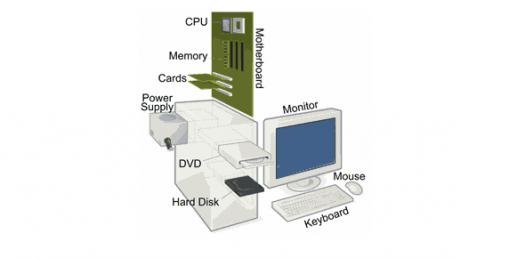 CPU
Motherboard
Memory
Cards
Power
Supply
Monitor
DVD
Mouse
Hard Disk
Keyboard